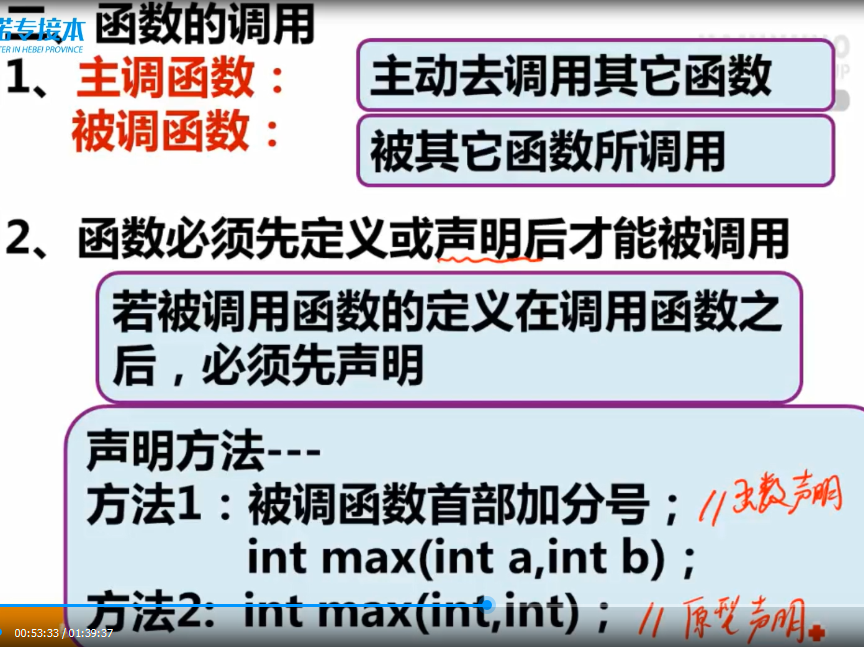 二、函数的调用
诺专接本
TER IN HEBEI PROVINCE
1、主调函数：
主动去调用其它函数
被调函数：
被其它函数所调用
2、函数必须先定义或声明后才能被调用
若被调用函数的定义在调用函数之
后，必须先声明
声明方法---
方法1：被调函数首部加分号； //函数声明
int max(int a,int b)；
方法2: int max(int,int)； //原型声明
00:53:33 / 01:39:37